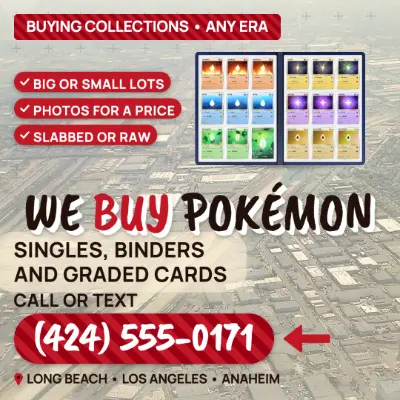 BUYING COLLECTIONS • ANY ERA
BIG OR SMALL LOTS
PHOTOS FOR A PRICE
SLABBED OR RAW
WE BUY POKÉMON
SINGLES, BINDERS
AND GRADED CARDS
CALL OR TEXT
(424) 555-0171
LONG BEACH • LOS ANGELES • ANAHEIM